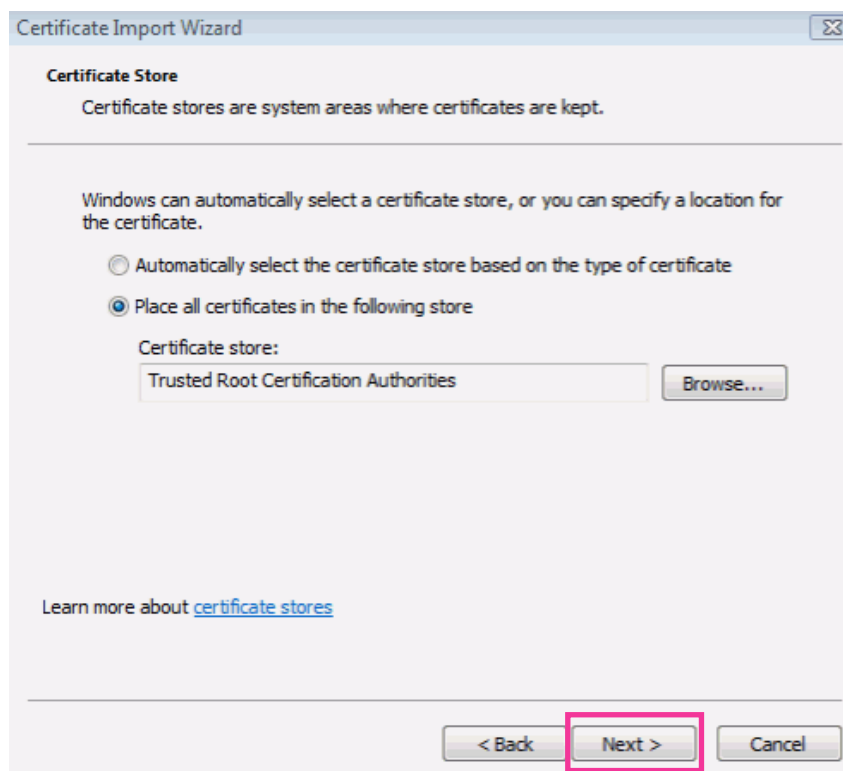 Certificate Import Wizard
Certificate Store
Certificate stores are system areas where certificates are kept.
Windows can automatically select a certificate store, or you can specify a location for
the certificate.
Automatically select the certificate store based on the type of certificate
Place all certificates in the following store
Certificate store:
Trusted Root Certification Authorities
Browse...
Learn more about certificate stores
< Back Next > Cancel